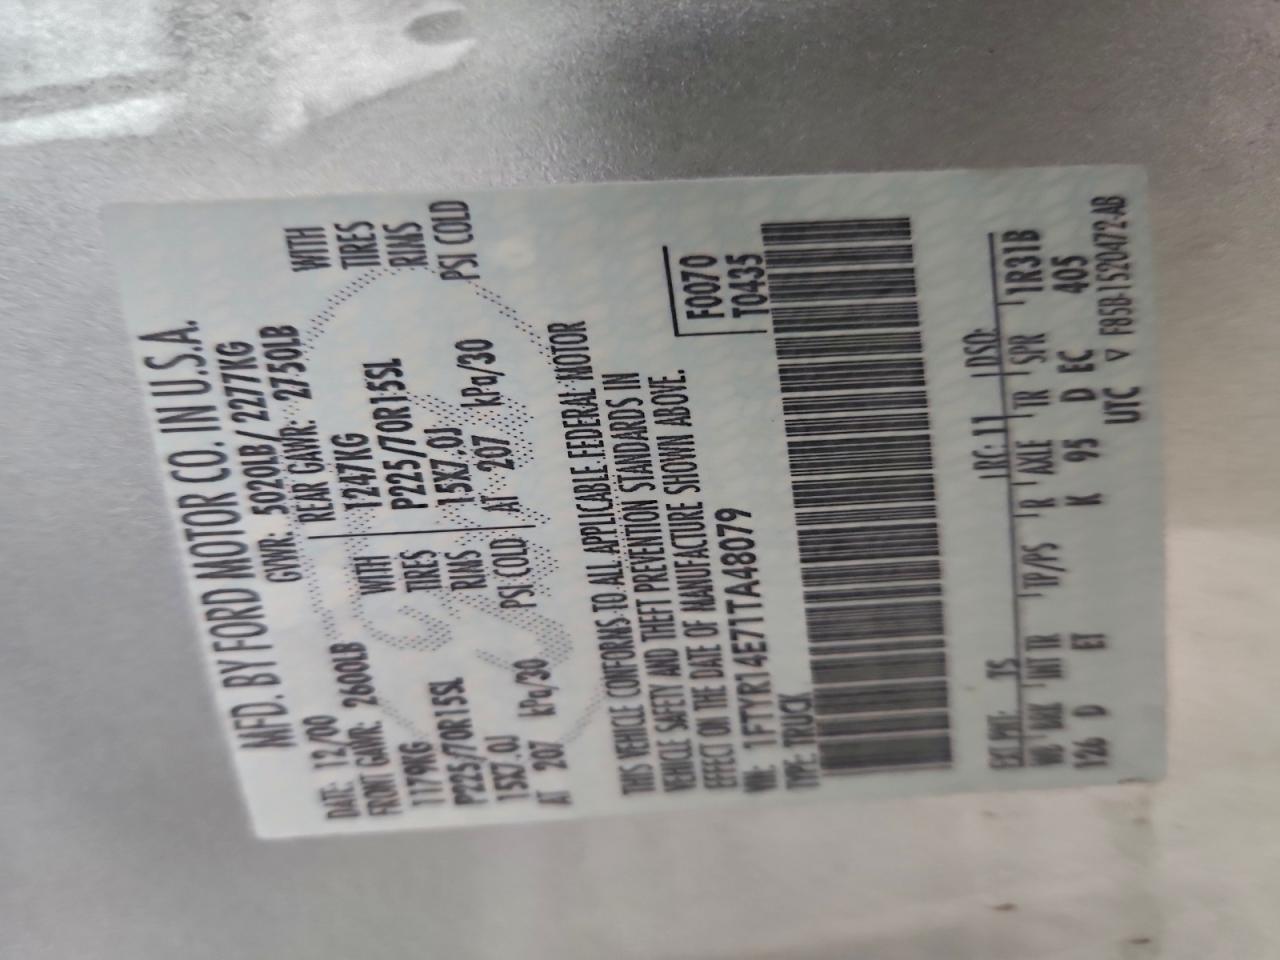 MFD. BY FORD MOTOR CO. IN U.S.A.
DATE: 12/00 GVWR: 5020LB/ 2277KG
FRONT GAWR: 2600LB REAR GAWR: 2750LB
1179KG WITH 1247KG WITH
P225/70R15SL TIRES P225/70R15SL TIRES
15X7.0J RIMS 15X7.0J RIMS
AT 207 kPa/30 PSI COLD AT 207 kPa/30 PSI COLD
THIS VEHICLE CONFORMS TO ALL APPLICABLE FEDERAL MOTOR
VEHICLE SAFETY AND THEFT PREVENTION STANDARDS IN
EFFECT ON THE DATE OF MANUFACTURE SHOWN ABOVE.
VIN: 1FTYR14E71TA48079 F0070
TYPE: TRUCK T0435
EXT PNT: TS RC: 11 DSO:
WB BRK INT TR TP/PS R AXLE TR SPR 1R31B
126 D ET K 95 D EC 405
UTC ▽ F85B-1520472-AB